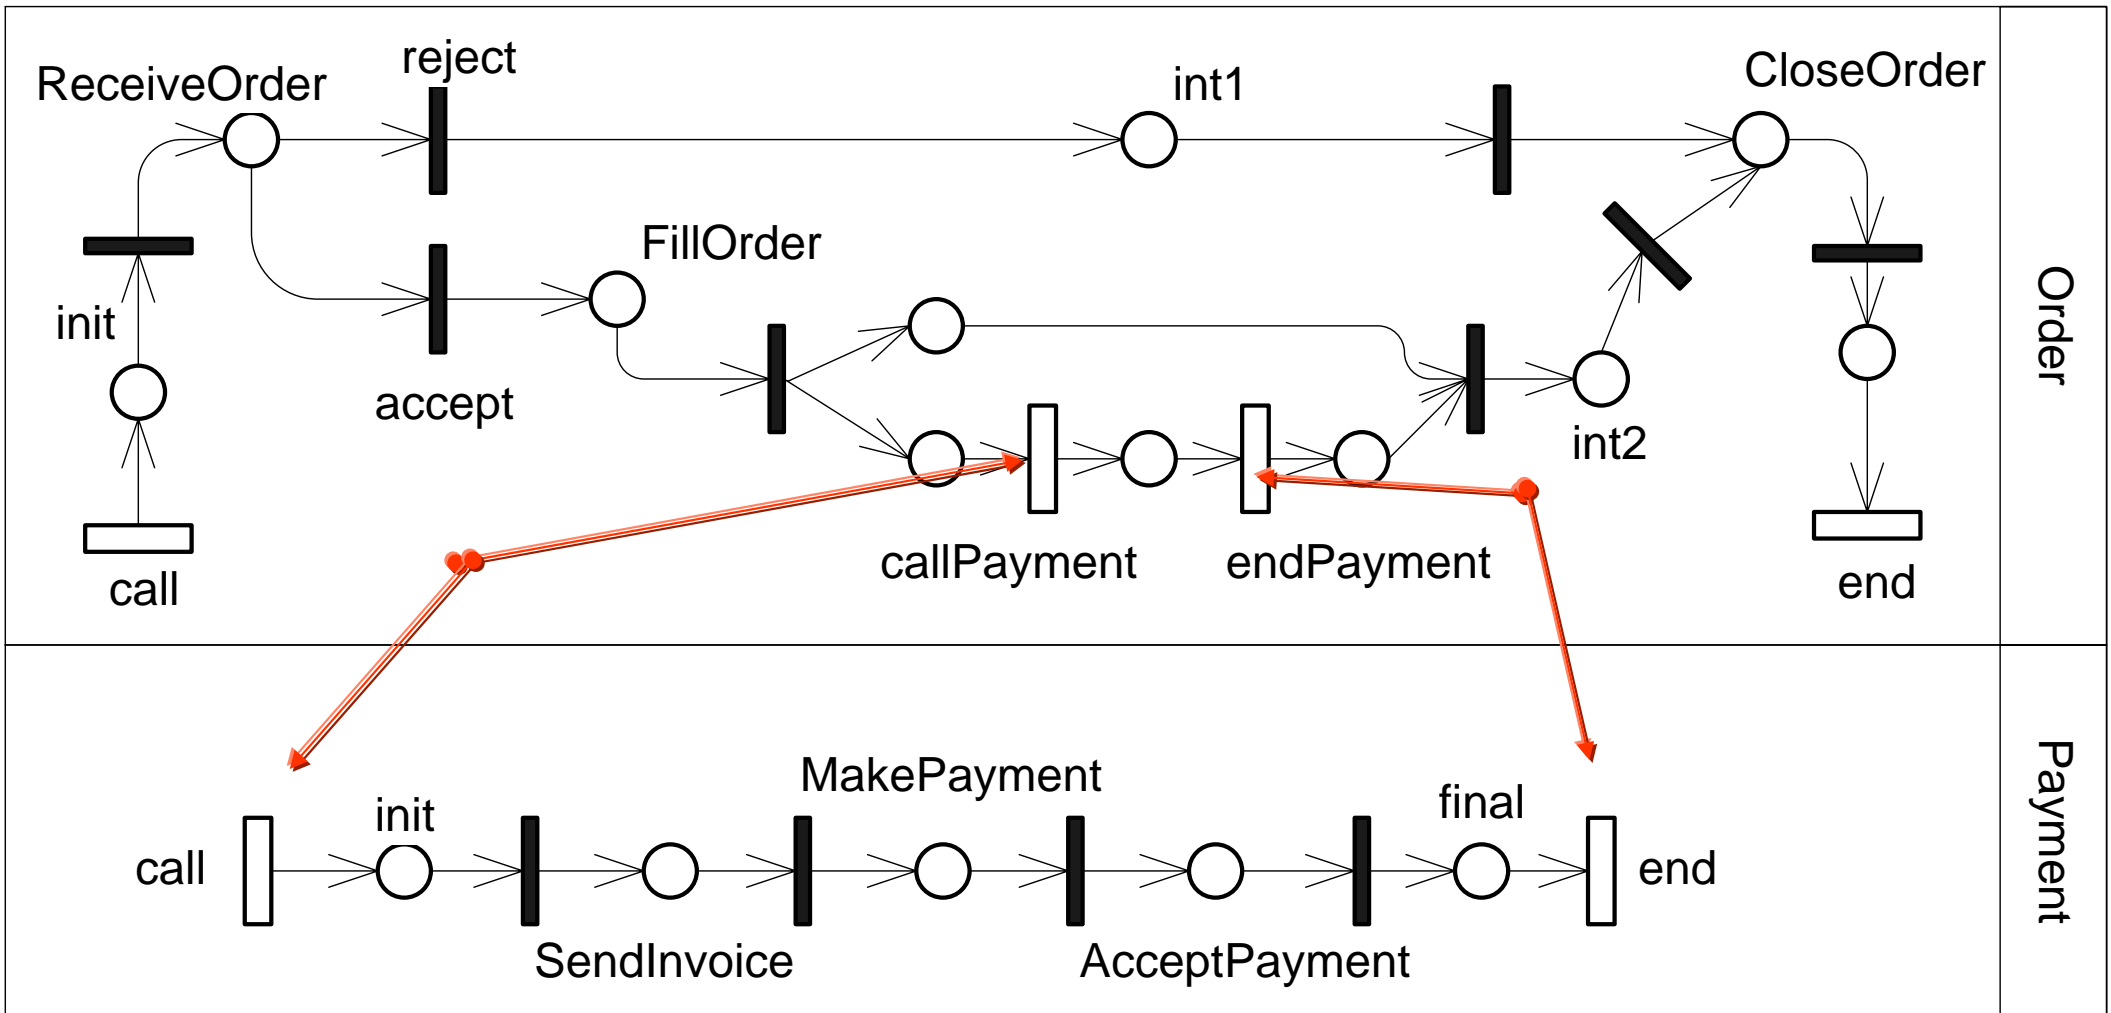 reject
ReceiveOrder
int1
CloseOrder
FillOrder
init
accept
int2
callPayment
endPayment
call
end
Order
MakePayment
init
final
call
end
SendInvoice
AcceptPayment
Payment